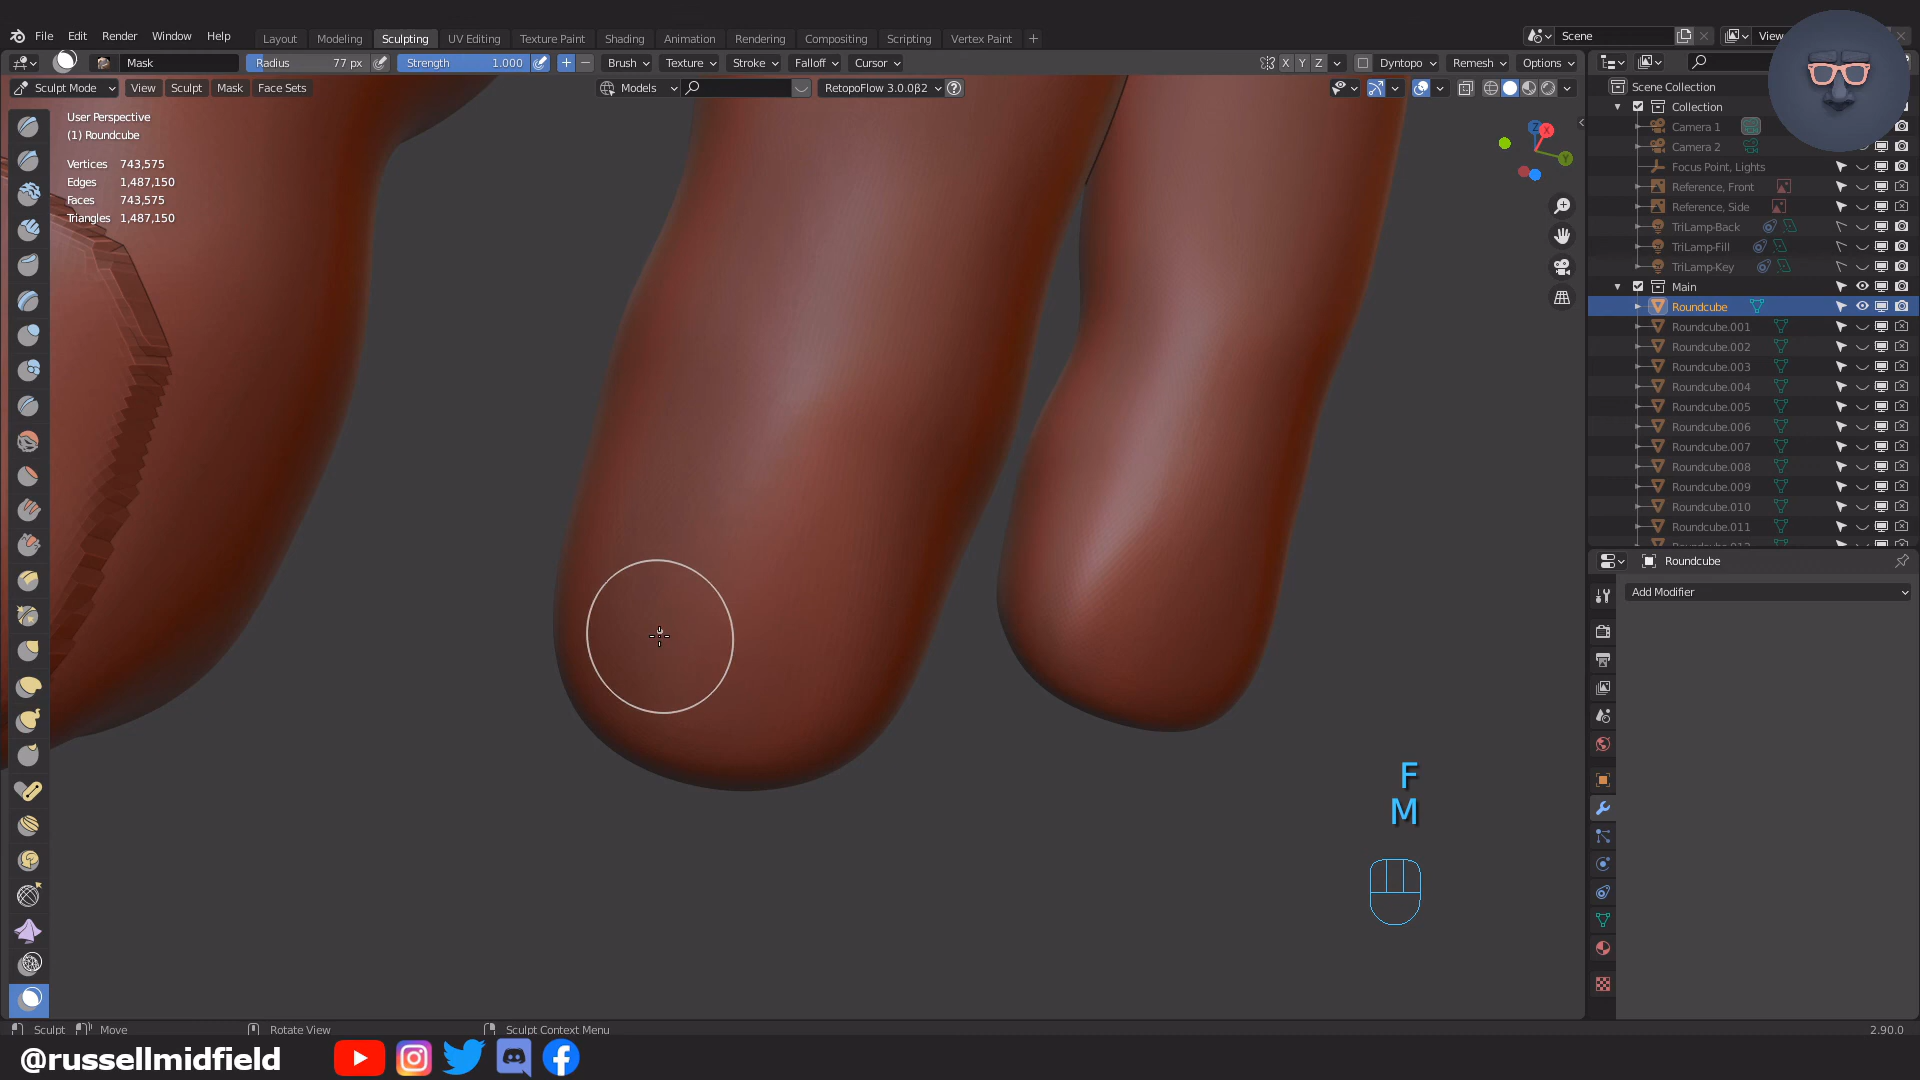 File Edit Render Window Help
Layout Modeling Sculpting UV Editing Texture Paint Shading Animation Rendering Compositing Scripting Vertex Paint +
Scene
View
Mask
Radius 77 px
Strength 1.000
Brush Texture Stroke Falloff Cursor
X Y Z
Dyntopo Remesh Options
Sculpt Mode View Sculpt Mask Face Sets
Models
RetopoFlow 3.0.0β2
User Perspective
(1) Roundcube
Vertices 743,575
Edges 1,487,150
Faces 743,575
Triangles 1,487,150
Z X Y
Scene Collection
Collection
Camera 1
Camera 2
Focus Point, Lights
Reference, Front
Reference, Side
TriLamp-Back
TriLamp-Fill
TriLamp-Key
Main
Roundcube
Roundcube.001
Roundcube.002
Roundcube.003
Roundcube.004
Roundcube.005
Roundcube.006
Roundcube.007
Roundcube.008
Roundcube.009
Roundcube.010
Roundcube.011
Roundcube
Add Modifier
F
M
Sculpt Move Rotate View Sculpt Context Menu
2.90.0
@russellmidfield